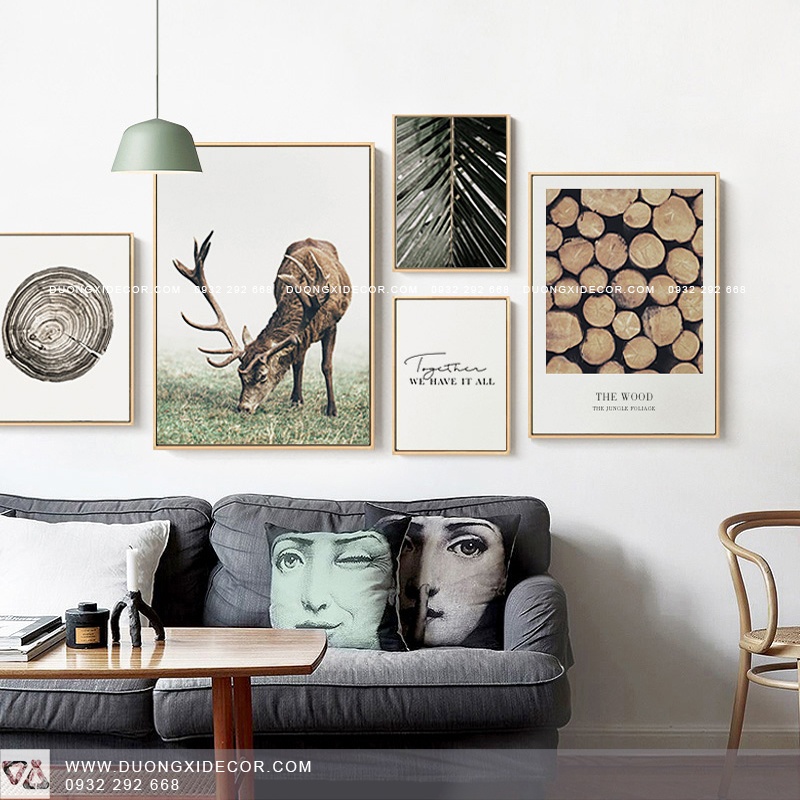 DUONGXIDECOR.COM 0932 292 668 DUONGXIDECOR.COM 0932 292 668 DUONGXIDECOR.COM 0932 292 668
Together
WE HAVE IT ALL
THE WOOD
THE JUNGLE FOLIAGE
WWW.DUONGXIDECOR.COM
0932 292 668